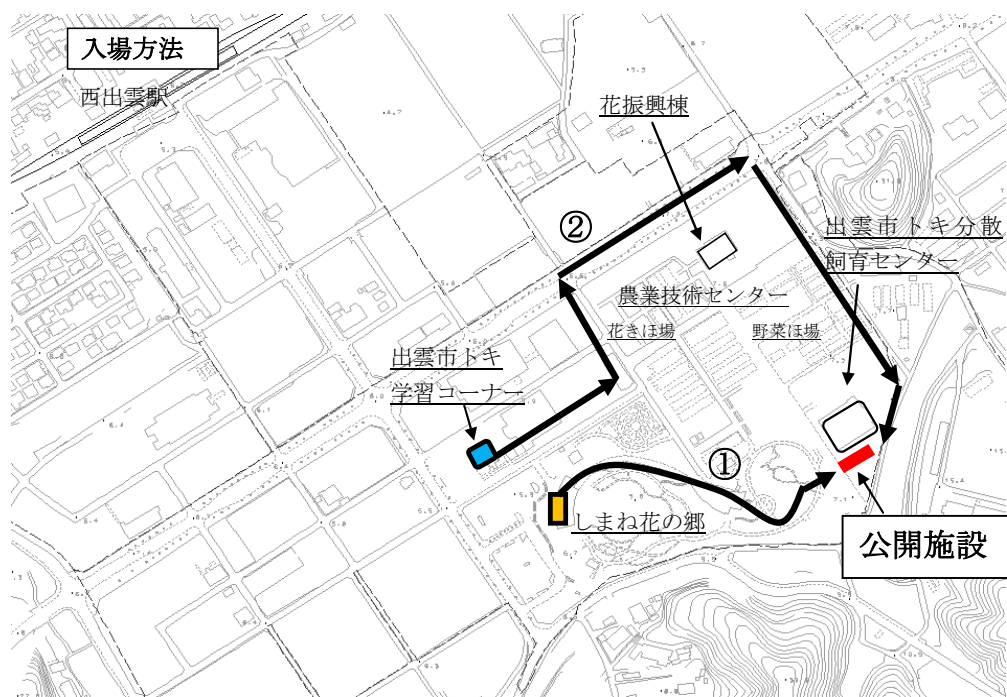 入場方法
西出雲駅
花振興棟
②
出雲市トキ分散
飼育センター
農業技術センター
花きほ場
野菜ほ場
出雲市トキ
学習コーナー
①
しまね花の郷
公開施設